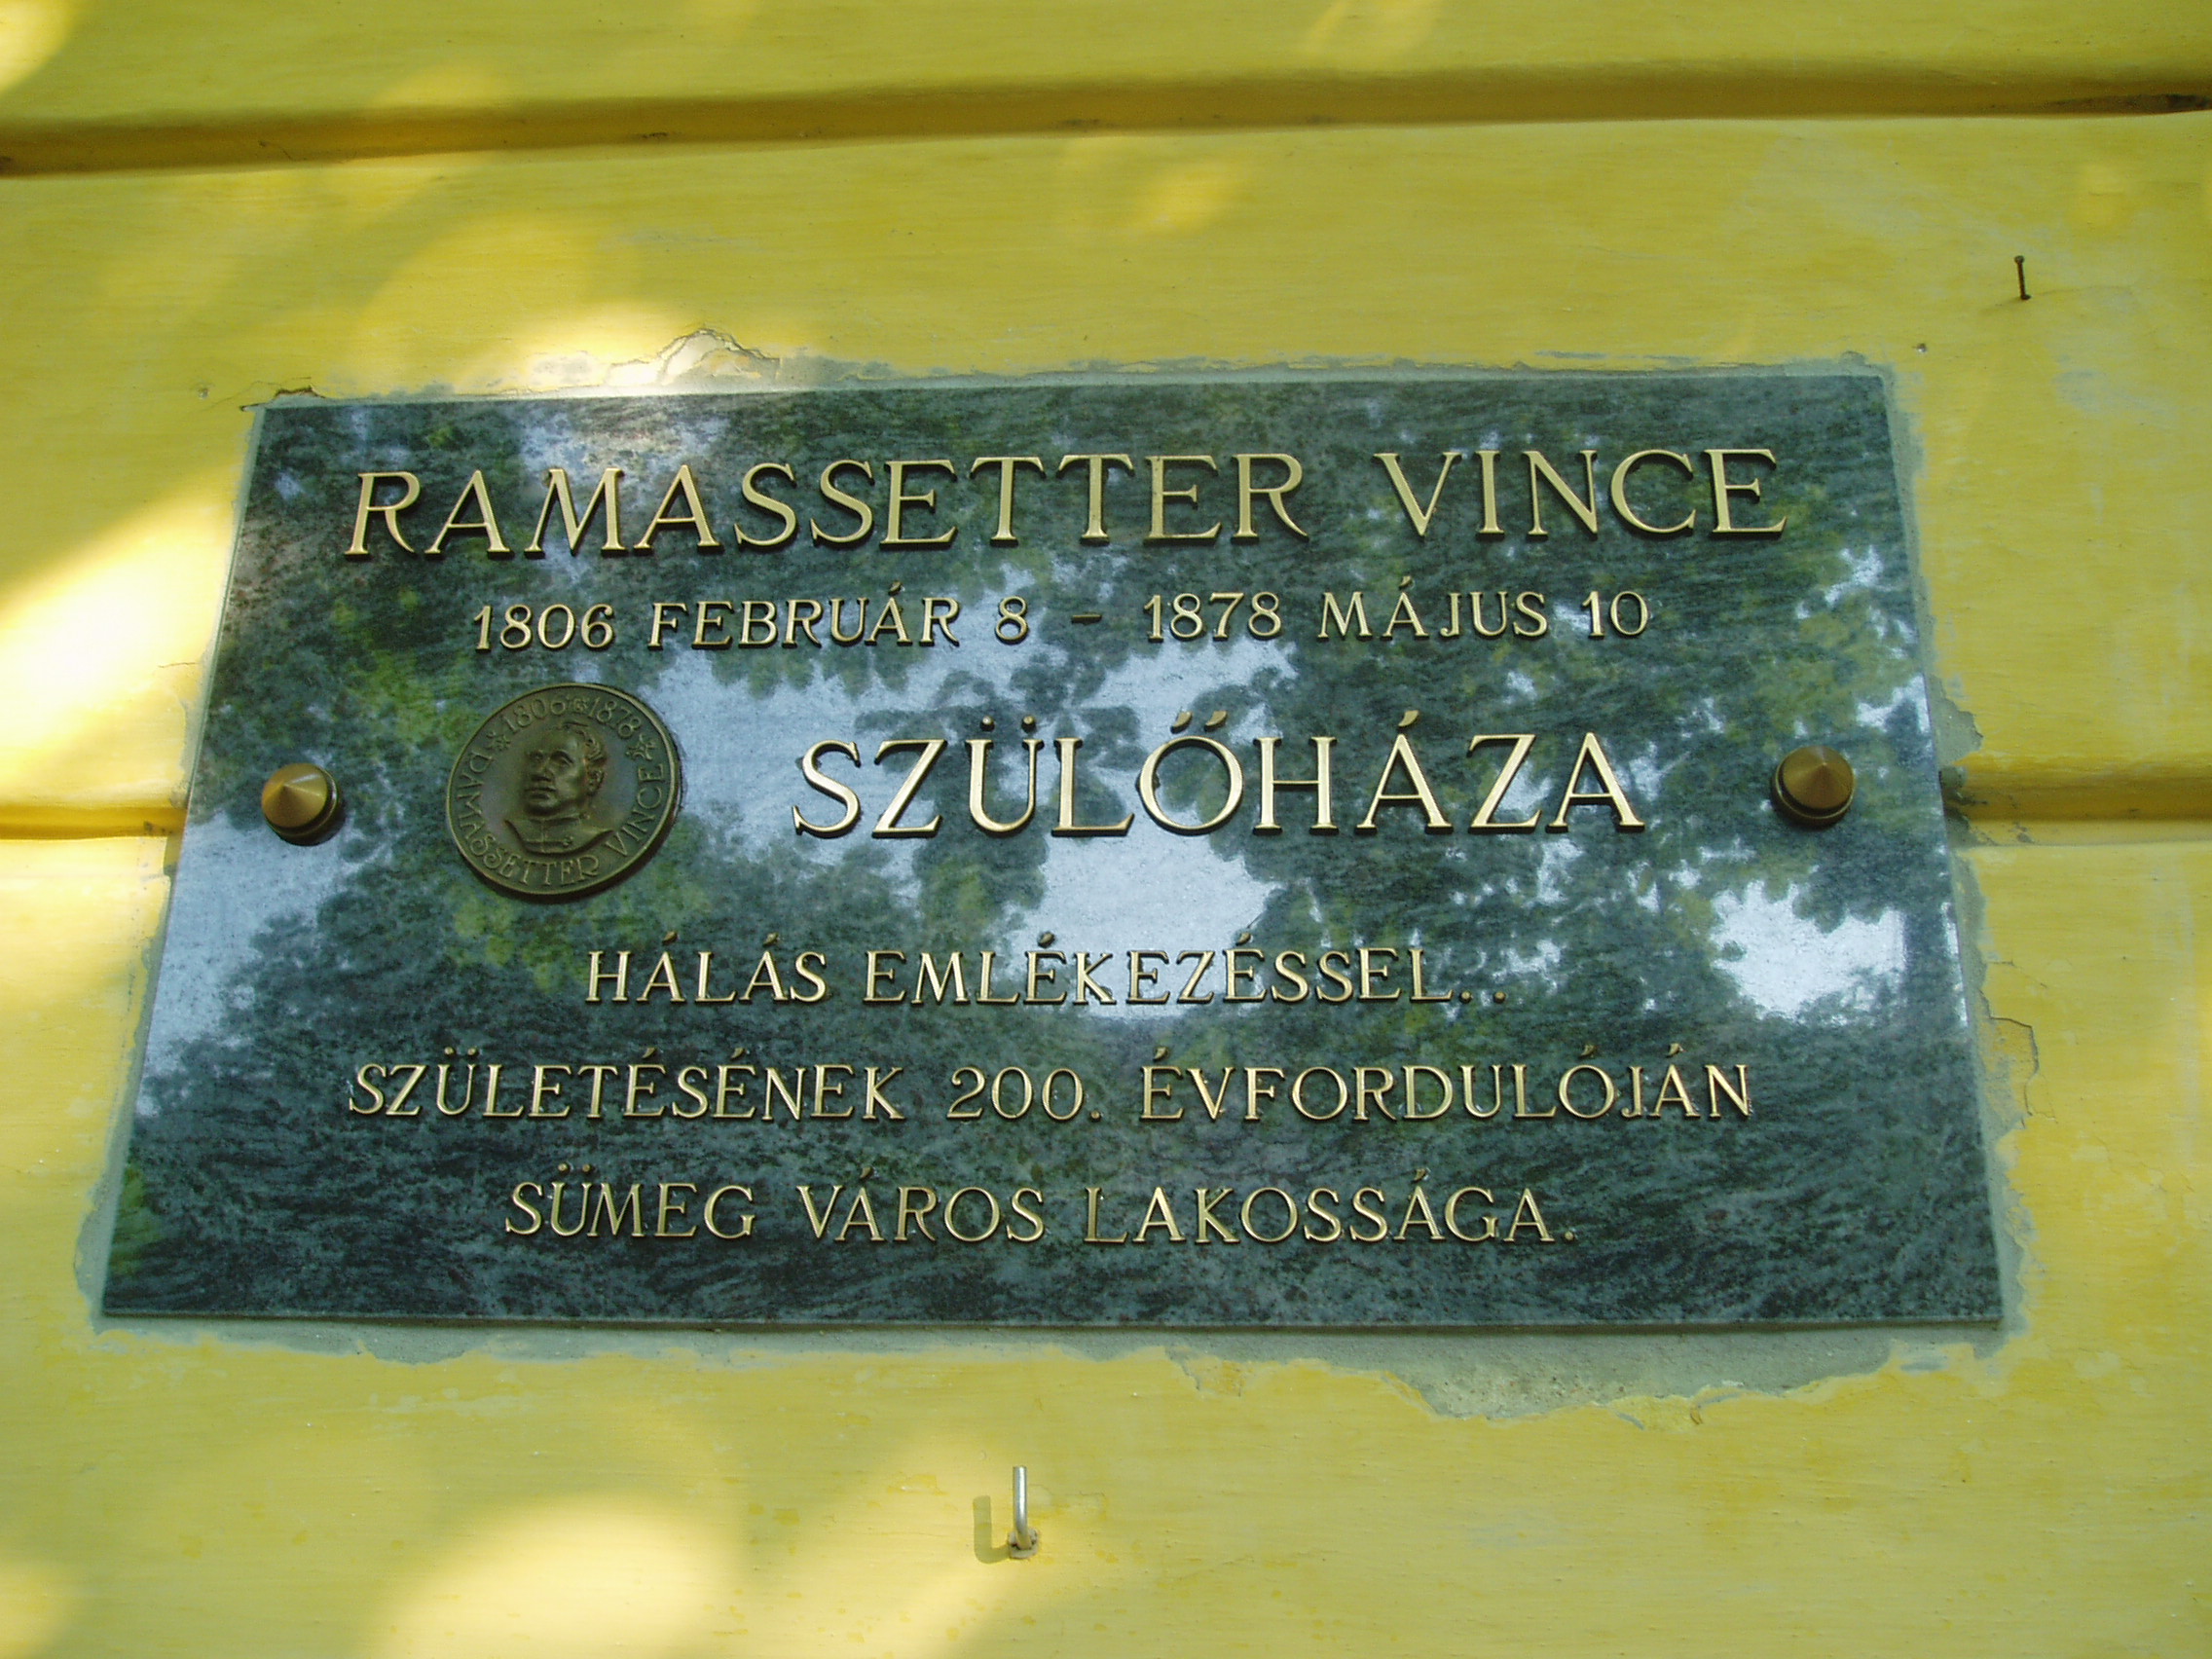 RAMASSETTER VINCE
1806 FEBRUÁR 8 - 1878 MÁJUS 10
1806 1878
RAMASSETTER VINCE
SZÜLŐHÁZA
HÁLÁS EMLÉKEZÉSSEL..
SZÜLETÉSÉNEK 200. ÉVFORDULÓJÁN
SÜMEG VÁROS LAKOSSÁGA.